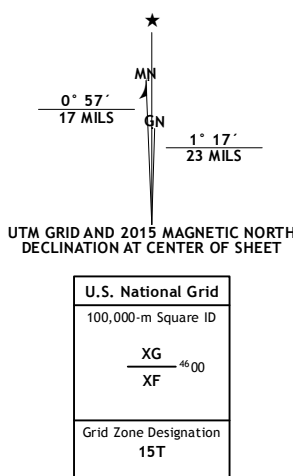 ★
MN
0° 57´
17 MILS
GN
1° 17´
23 MILS
UTM GRID AND 2015 MAGNETIC NORTH
DECLINATION AT CENTER OF SHEET
U.S. National Grid
100,000-m Square ID
XG
4600
XF
Grid Zone Designation
15T